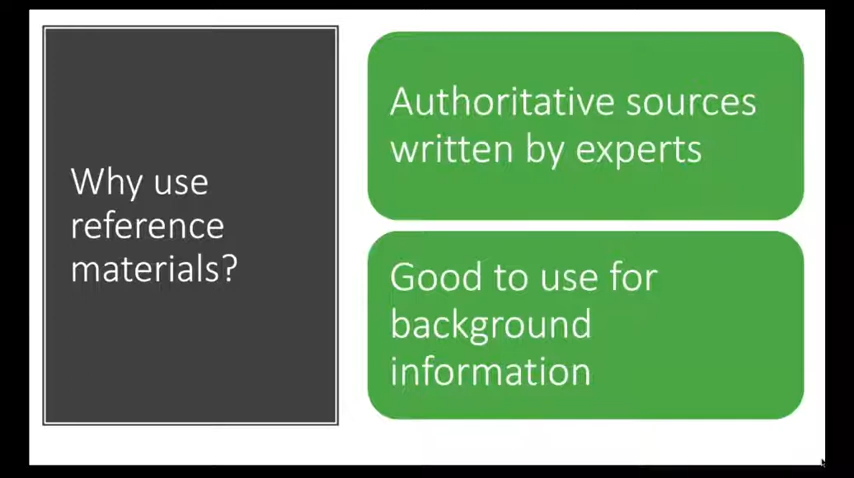 Why use
reference
materials?
Authoritative sources
written by experts
Good to use for
background
information